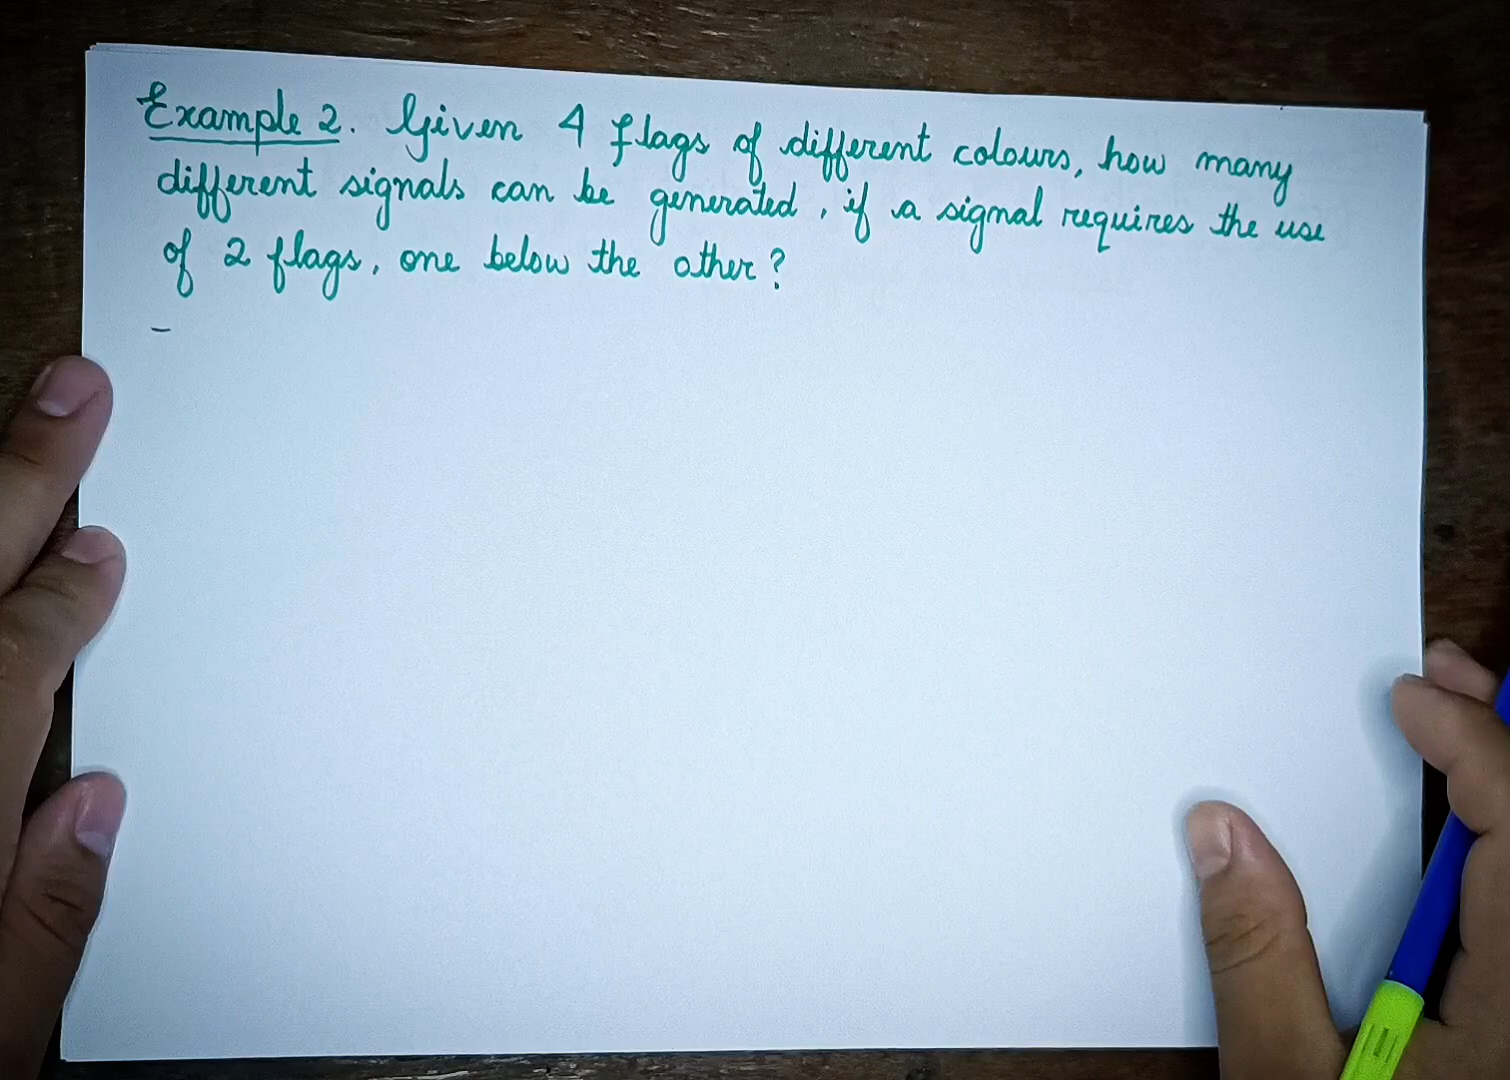 Example 2. Given 4 flags of different colours, how many
different signals can be generated, if a signal requires the use
of 2 flags, one below the other?
-